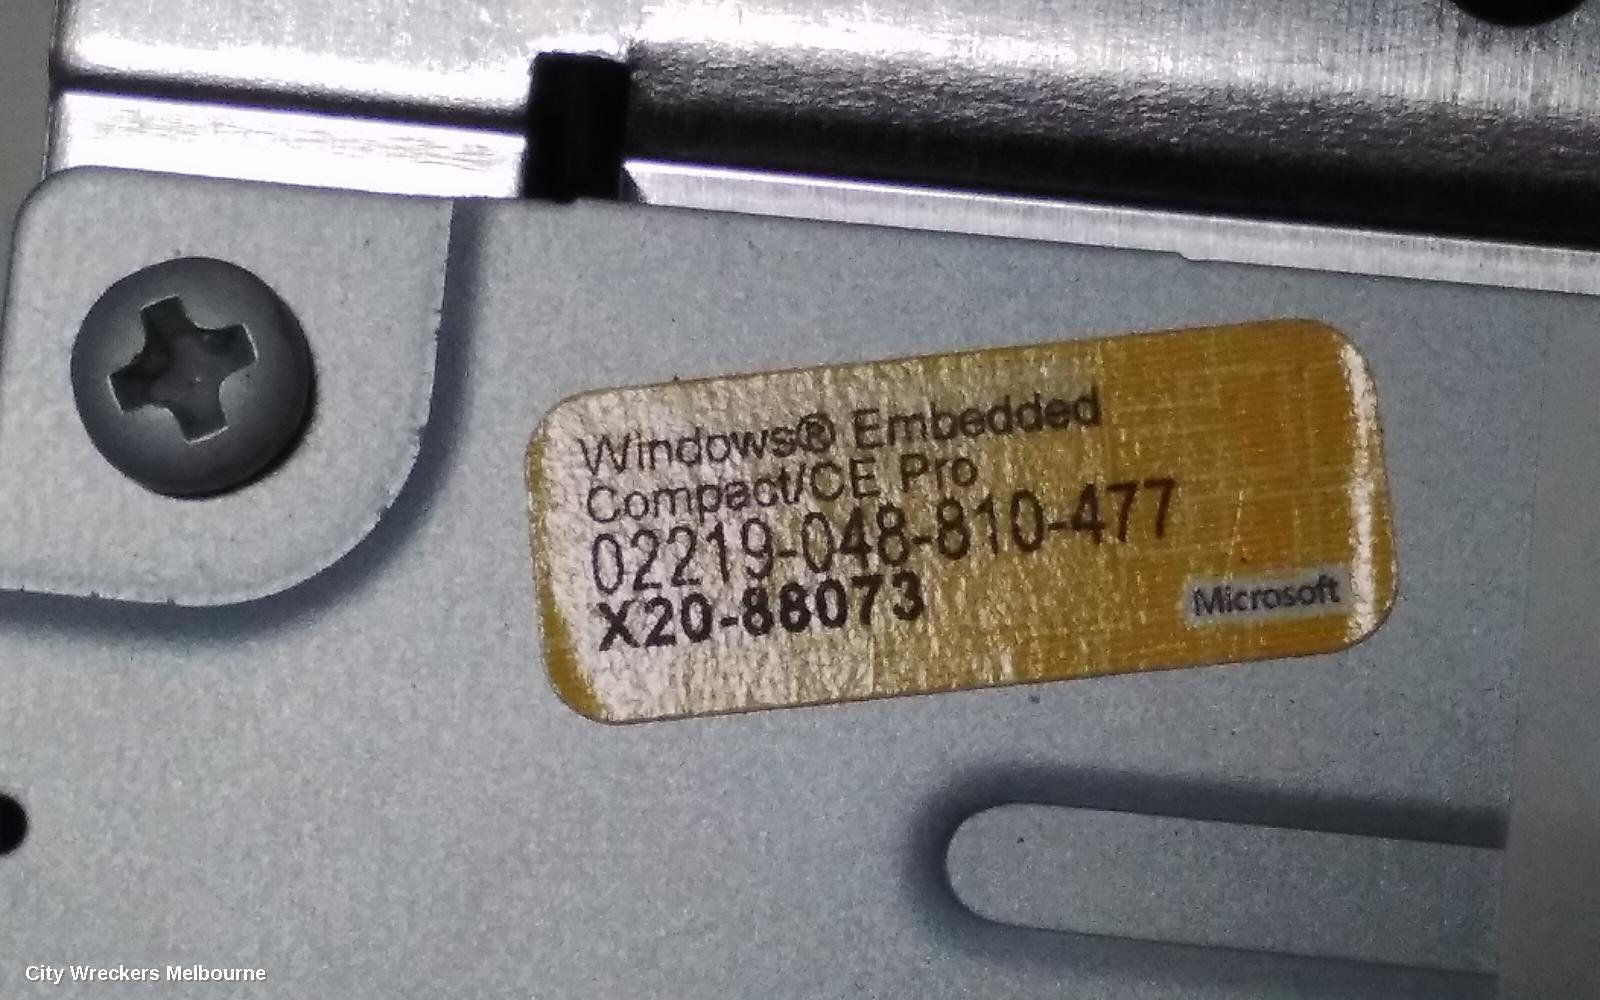 Windows® Embedded
Compact/CE Pro
02219-048-810-477
X20-88073
Microsoft
City Wreckers Melbourne